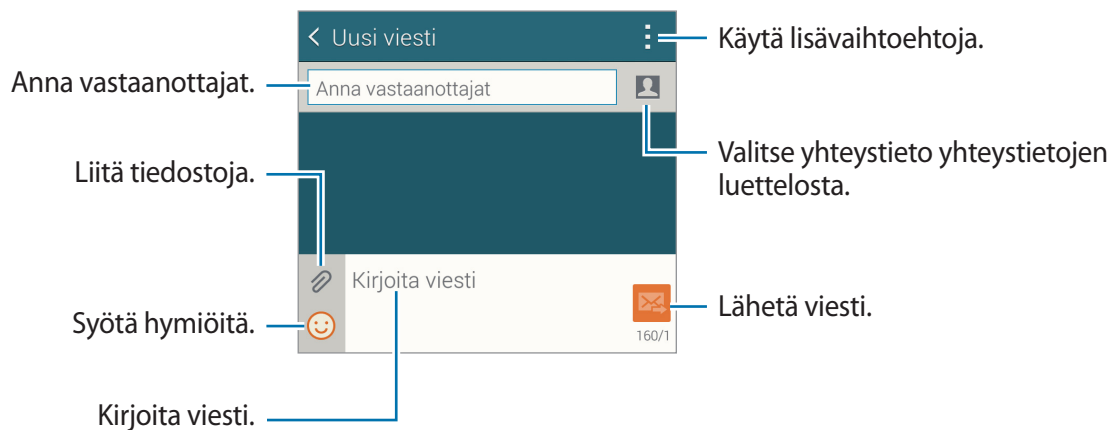 Uusi viesti
Käytä lisävaihtoehtoja.
Anna vastaanottajat.
Anna vastaanottajat
Valitse yhteystieto yhteystietojen
luettelosta.
Liitä tiedostoja.
Kirjoita viesti
Lähetä viesti.
Syötä hymiöitä.
160/1
Kirjoita viesti.